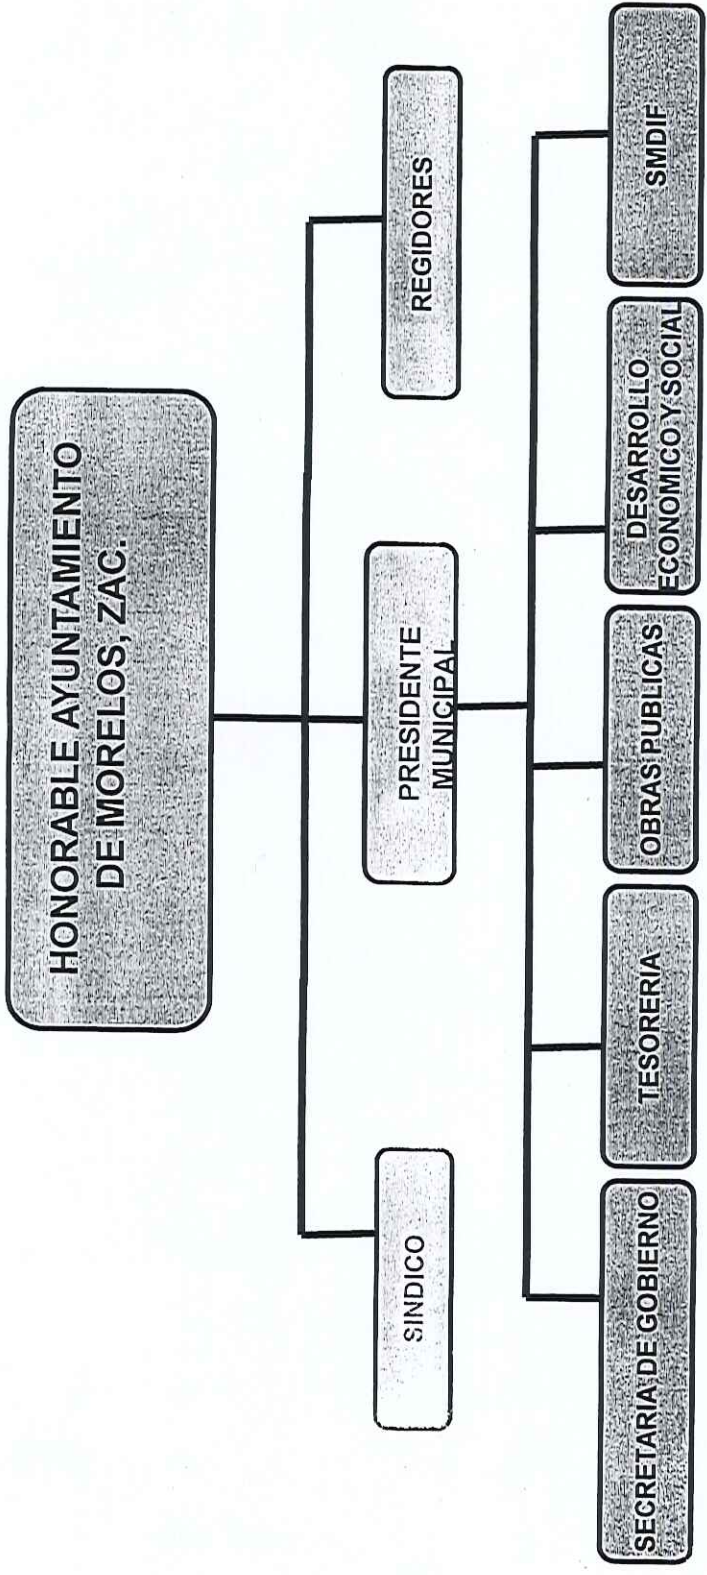 HONORABLE AYUNTAMIENTO
DE MORELOS, ZAC.
SINDICO
PRESIDENTE
MUNICIPAL
REGIDORES
SECRETARIA DE GOBIERNO
TESORERIA
OBRAS PUBLICAS
DESARROLLO
ECONOMICO Y SOCIAL
SMDIF